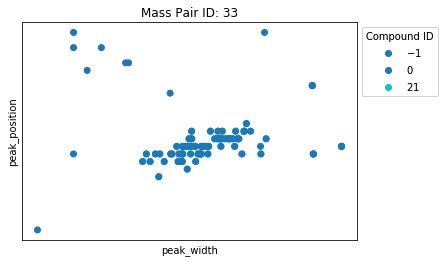 Mass Pair ID: 33
Compound ID
−1
0
21
peak_position
peak_width